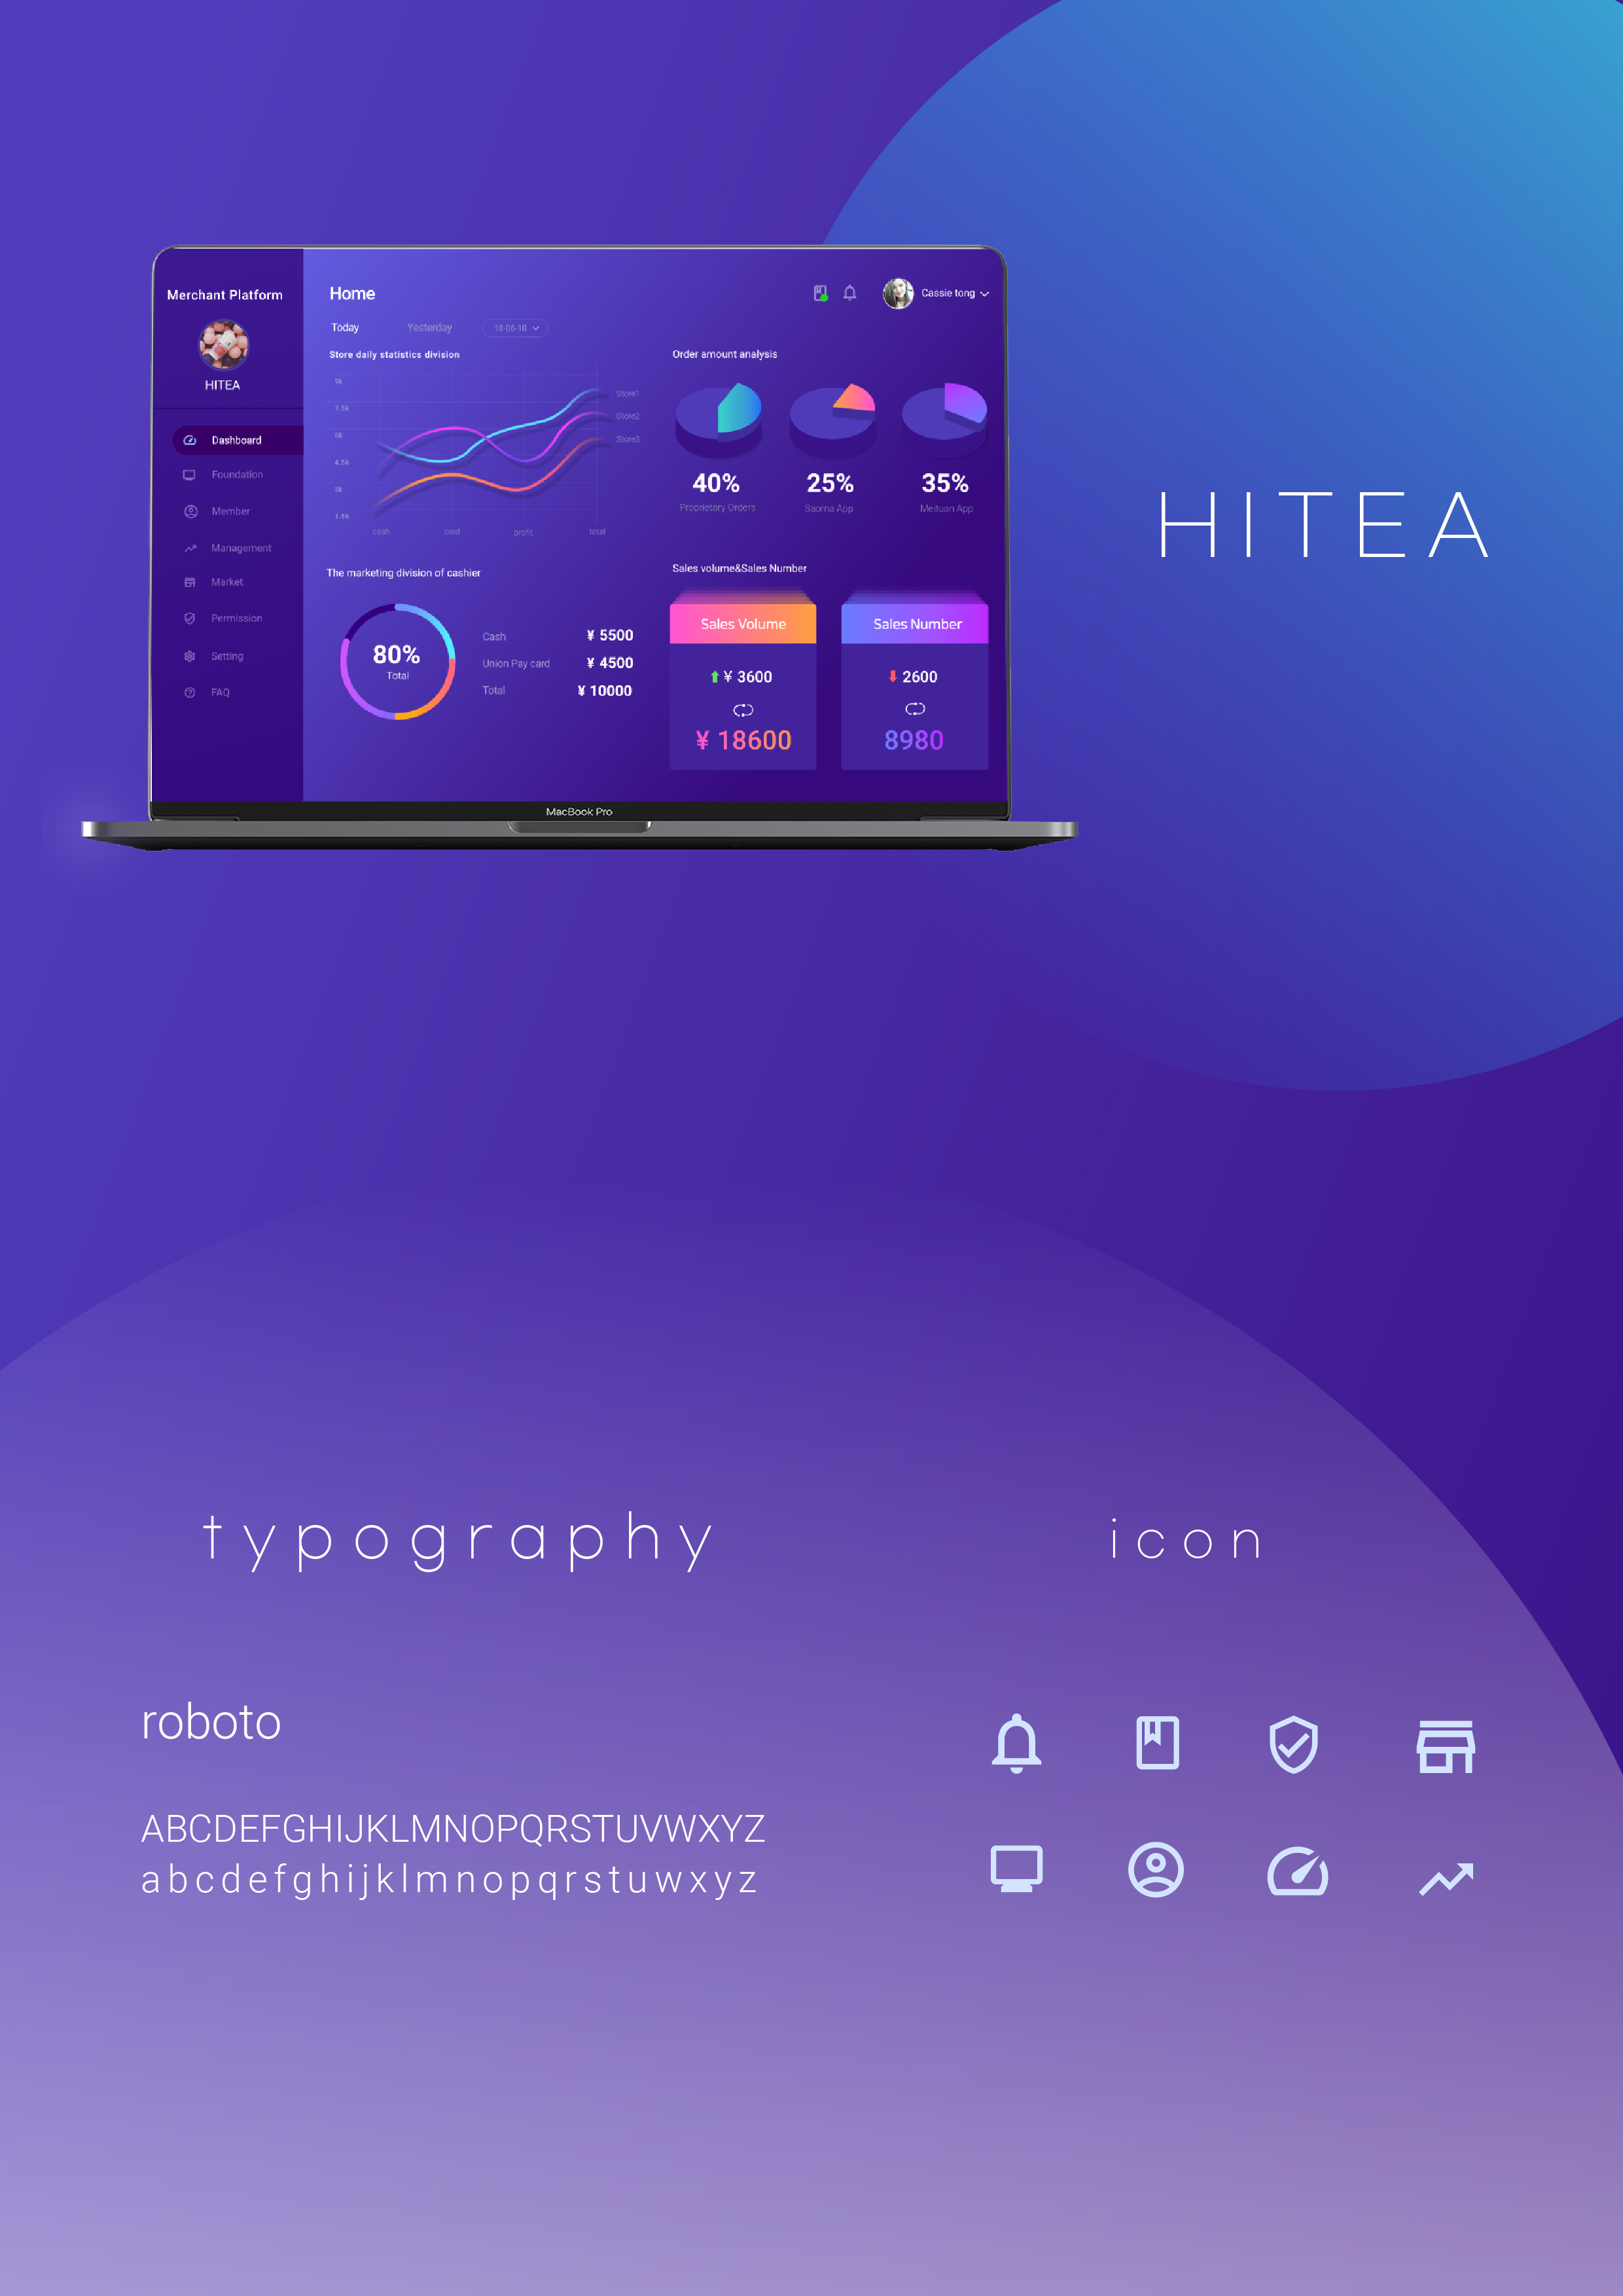 Merchant Platform
HITEA
Dashboard
Foundation
Member
Management
Market
Permission
Setting
FAQ
Home
Cassie tong
Today
Yesterday
18-06-10
Store daily statistics division
9k
7.5k
6k
4.5k
3k
1.5k
cash
card
profit
total
Store1
Store2
Store3
Order amount analysis
40%
25%
35%
Proprietary Orders
Saoma App
Meituan App
The marketing division of cashier
80%
Total
Cash
¥ 5500
Union Pay card
¥ 4500
Total
¥ 10000
Sales volume&Sales Number
Sales Volume
¥ 3600
¥ 18600
Sales Number
2600
8980
MacBook Pro
HITEA
typography
icon
roboto
ABCDEFGHIJKLMNOPQRSTUVWXYZ
abcdefghijklmnopqrstuwxyz